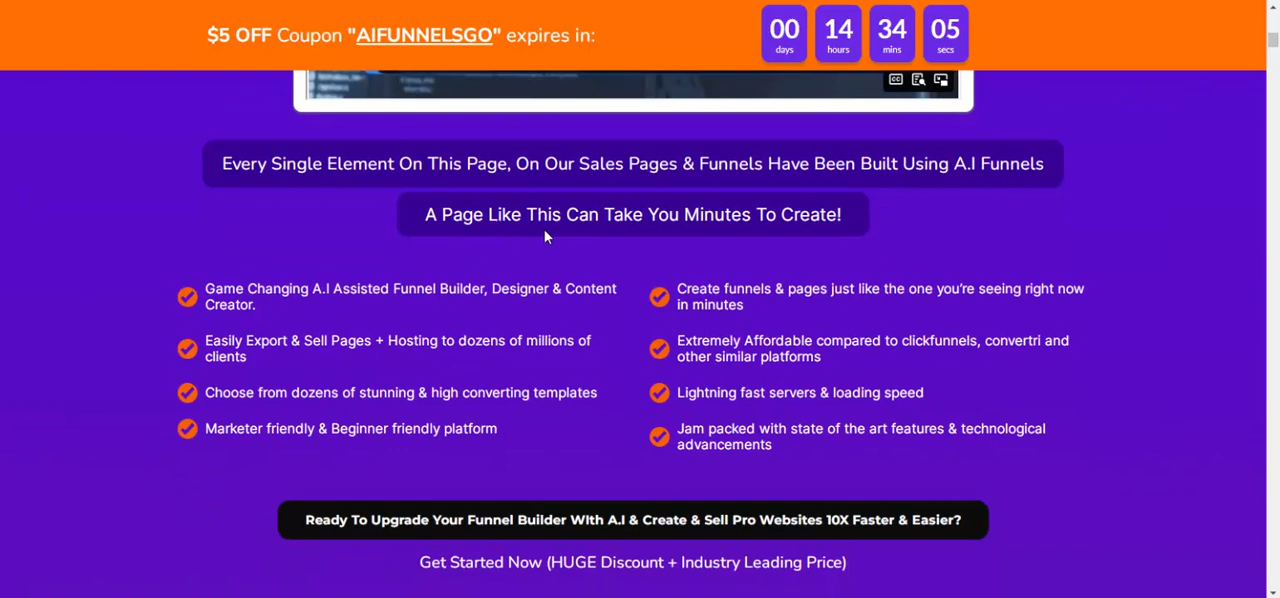 $5 OFF Coupon "AIFUNNELSGO" expires in:
00 14 34 05
days hours mins secs
Every Single Element On This Page, On Our Sales Pages & Funnels Have Been Built Using A.I Funnels
A Page Like This Can Take You Minutes To Create!
Game Changing A.I Assisted Funnel Builder, Designer & Content
Creator.
Easily Export & Sell Pages + Hosting to dozens of millions of
clients
Choose from dozens of stunning & high converting templates
Marketer friendly & Beginner friendly platform
Create funnels & pages just like the one you're seeing right now
in minutes
Extremely Affordable compared to clickfunnels, convertri and
other similar platforms
Lightning fast servers & loading speed
Jam packed with state of the art features & technological
advancements
Ready To Upgrade Your Funnel Builder With A.I & Create & Sell Pro Websites 10X Faster & Easier?
Get Started Now (HUGE Discount + Industry Leading Price)